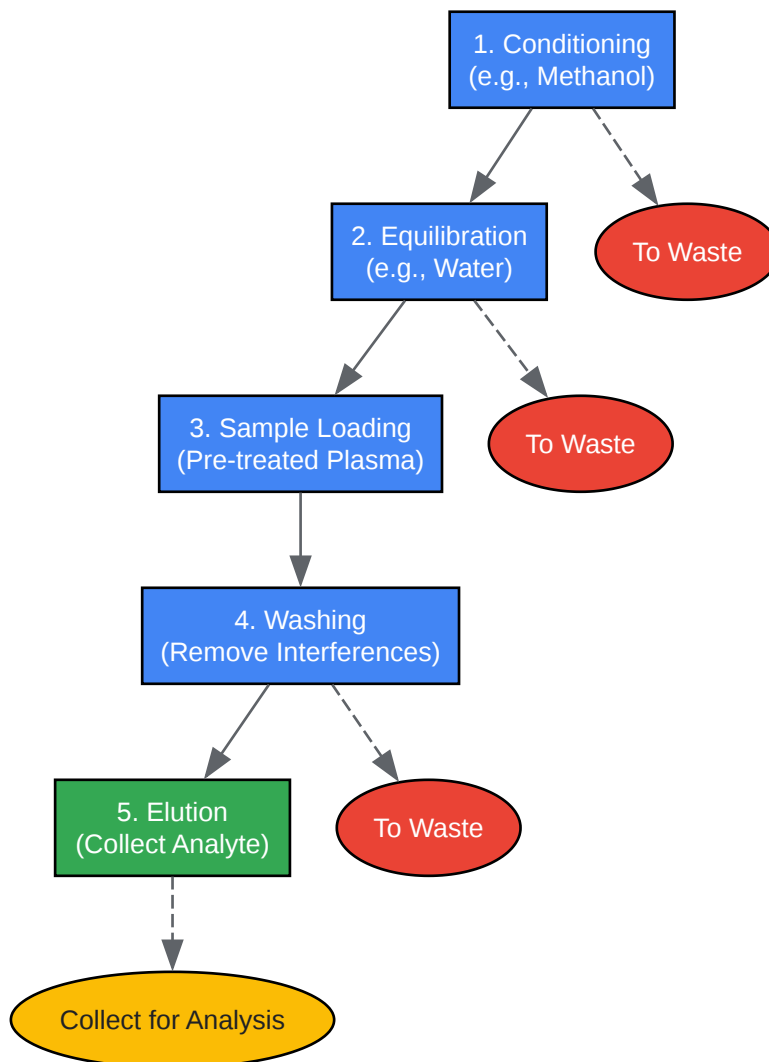 1. Conditioning
(e.g., Methanol)
2. Equilibration
(e.g., Water)
To Waste
3. Sample Loading
(Pre-treated Plasma)
To Waste
4. Washing
(Remove Interferences)
5. Elution
(Collect Analyte)
To Waste
Collect for Analysis